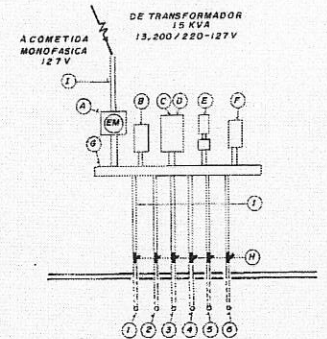 DE TRANSFORMADOR
15 KVA
13,200/220-127V
ACOMETIDA
MONOFASICA
127V
I
A
EM
B
C
D
E
F
G
I
H
1
2
3
4
5
6